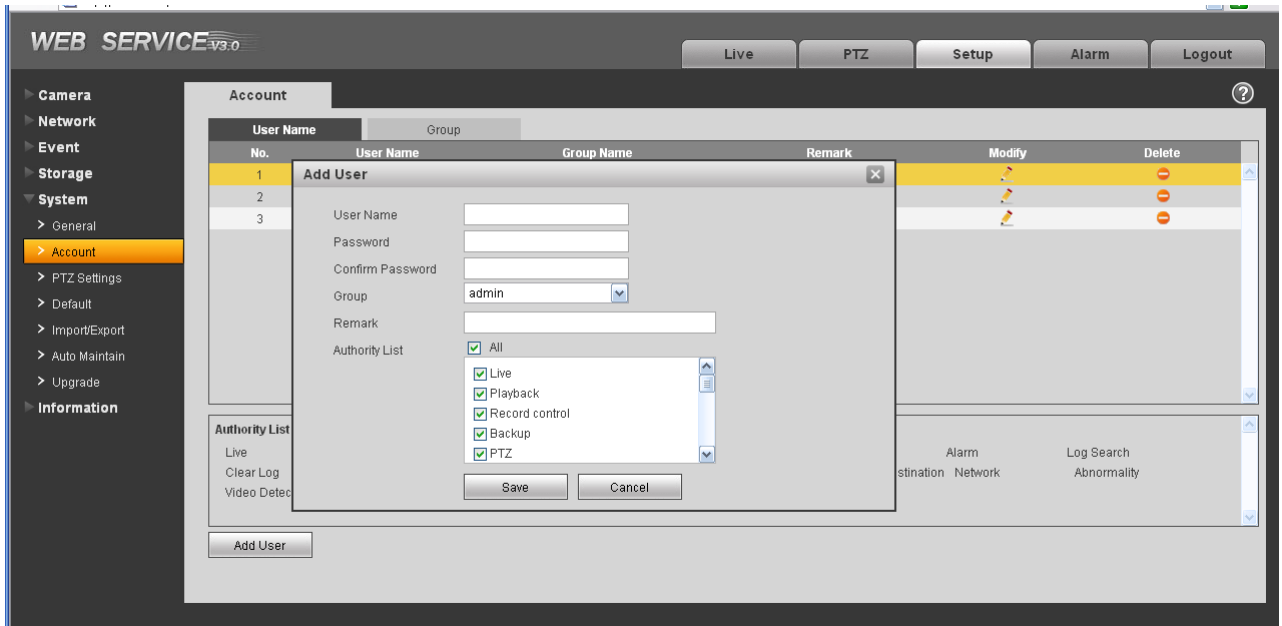 WEB SERVICE V3.0
Live PTZ Setup Alarm Logout
Camera
Network
Event
Storage
System
> General
> Account
> PTZ Settings
> Default
> Import/Export
> Auto Maintain
> Upgrade
Information
Account ?
User Name Group
No. User Name Group Name Remark Modify Delete
1
2
3
Add User
User Name
Password
Confirm Password
Group admin
Remark
Authority List All
Live
Playback
Record control
Backup
PTZ
Save Cancel
Authority List
Live Alarm Log Search
Clear Log stination Network Abnormality
Video Detec
Add User